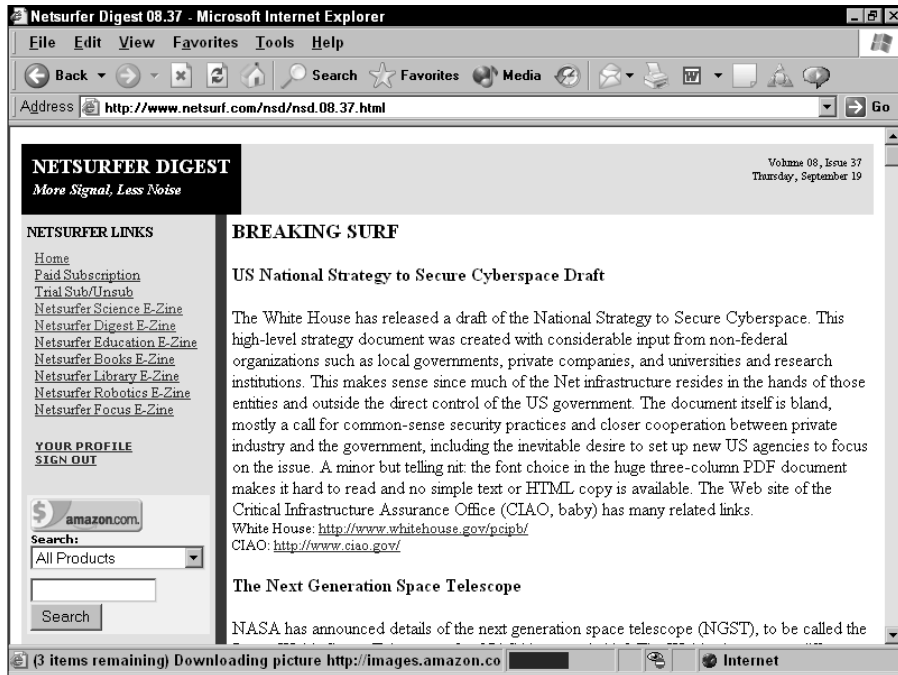 Netsurfer Digest 08.37 - Microsoft Internet Explorer
File Edit View Favorites Tools Help
Back Search Favorites Media
Address http://www.netsurf.com/nsd/nsd.08.37.html Go
NETSURFER DIGEST
More Signal, Less Noise
Volume 08, Issue 37
Thursday, September 19
NETSURFER LINKS
Home
Paid Subscription
Trial Sub/Unsub
Netsurfer Science E-Zine
Netsurfer Digest E-Zine
Netsurfer Education E-Zine
Netsurfer Books E-Zine
Netsurfer Library E-Zine
Netsurfer Robotics E-Zine
Netsurfer Focus E-Zine
YOUR PROFILE
SIGN OUT
amazon.com.
Search:
All Products
Search
BREAKING SURF
US National Strategy to Secure Cyberspace Draft
The White House has released a draft of the National Strategy to Secure Cyberspace. This
high-level strategy document was created with considerable input from non-federal
organizations such as local governments, private companies, and universities and research
institutions. This makes sense since much of the Net infrastructure resides in the hands of those
entities and outside the direct control of the US government. The document itself is bland,
mostly a call for common-sense security practices and closer cooperation between private
industry and the government, including the inevitable desire to set up new US agencies to focus
on the issue. A minor but telling nit: the font choice in the huge three-column PDF document
makes it hard to read and no simple text or HTML copy is available. The Web site of the
Critical Infrastructure Assurance Office (CIAO, baby) has many related links.
White House: http://www.whitehouse.gov/pcipb/
CIAO: http://www.ciao.gov/
The Next Generation Space Telescope
NASA has announced details of the next generation space telescope (NGST), to be called the
(3 items remaining) Downloading picture http://images.amazon.co
Internet